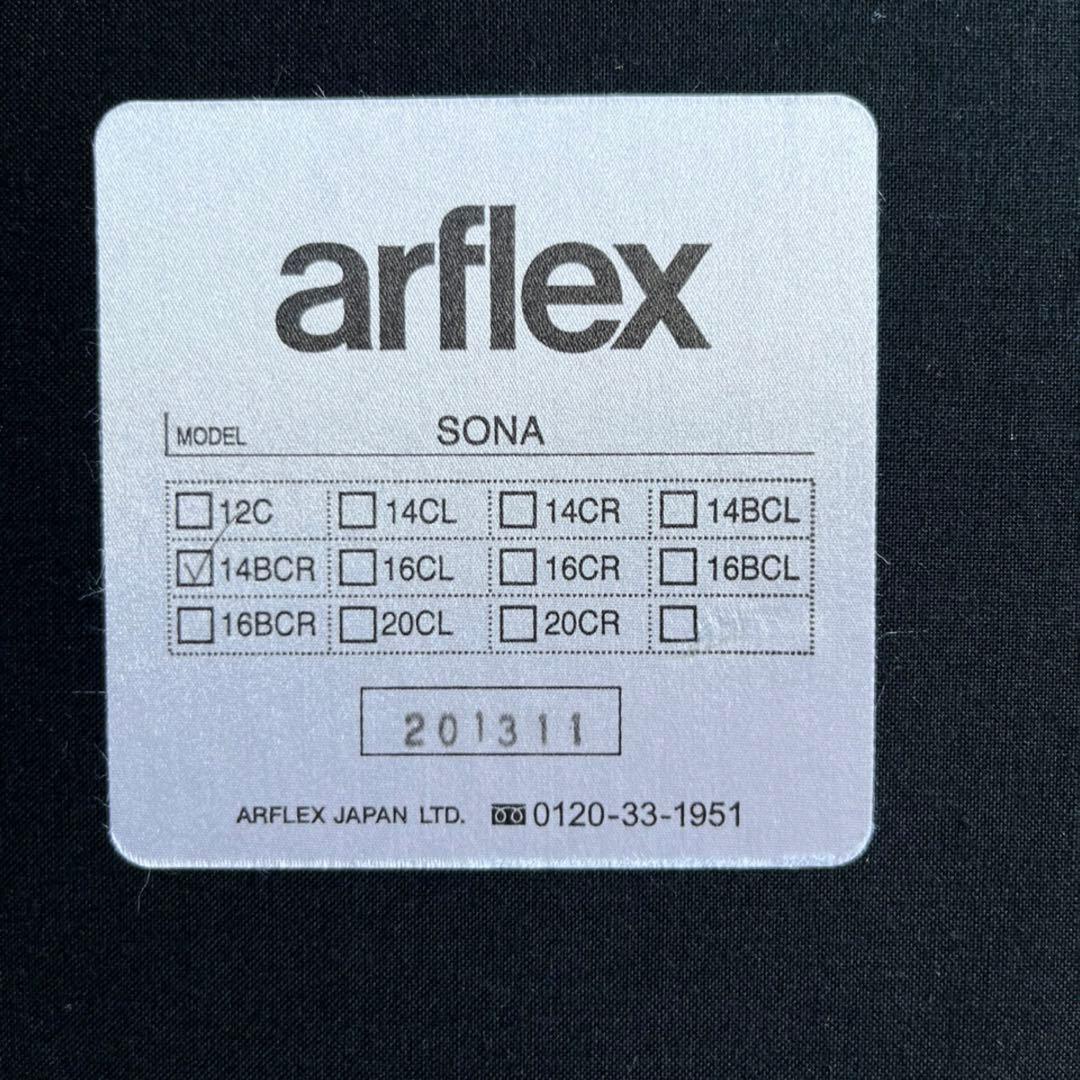 arflex
MODEL SONA
☐12C ☐14CL ☐14CR ☐14BCL
☑14BCR ☐16CL ☐16CR ☐16BCL
☐16BCR ☐20CL ☐20CR ☐
201311
ARFLEX JAPAN LTD. 0120-33-1951